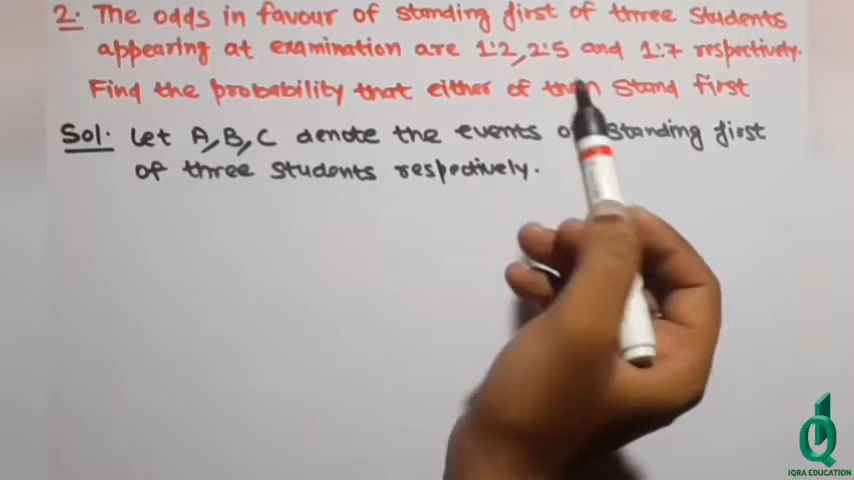 2. The odds in favour of standing first of three students
appearing at examination are 1:2, 2:5 and 1:7 respectively.
Find the probability that either of them Stand first
Sol. Let A, B, C denote the events of standing first
of three students respectively.
IQRA EDUCATION